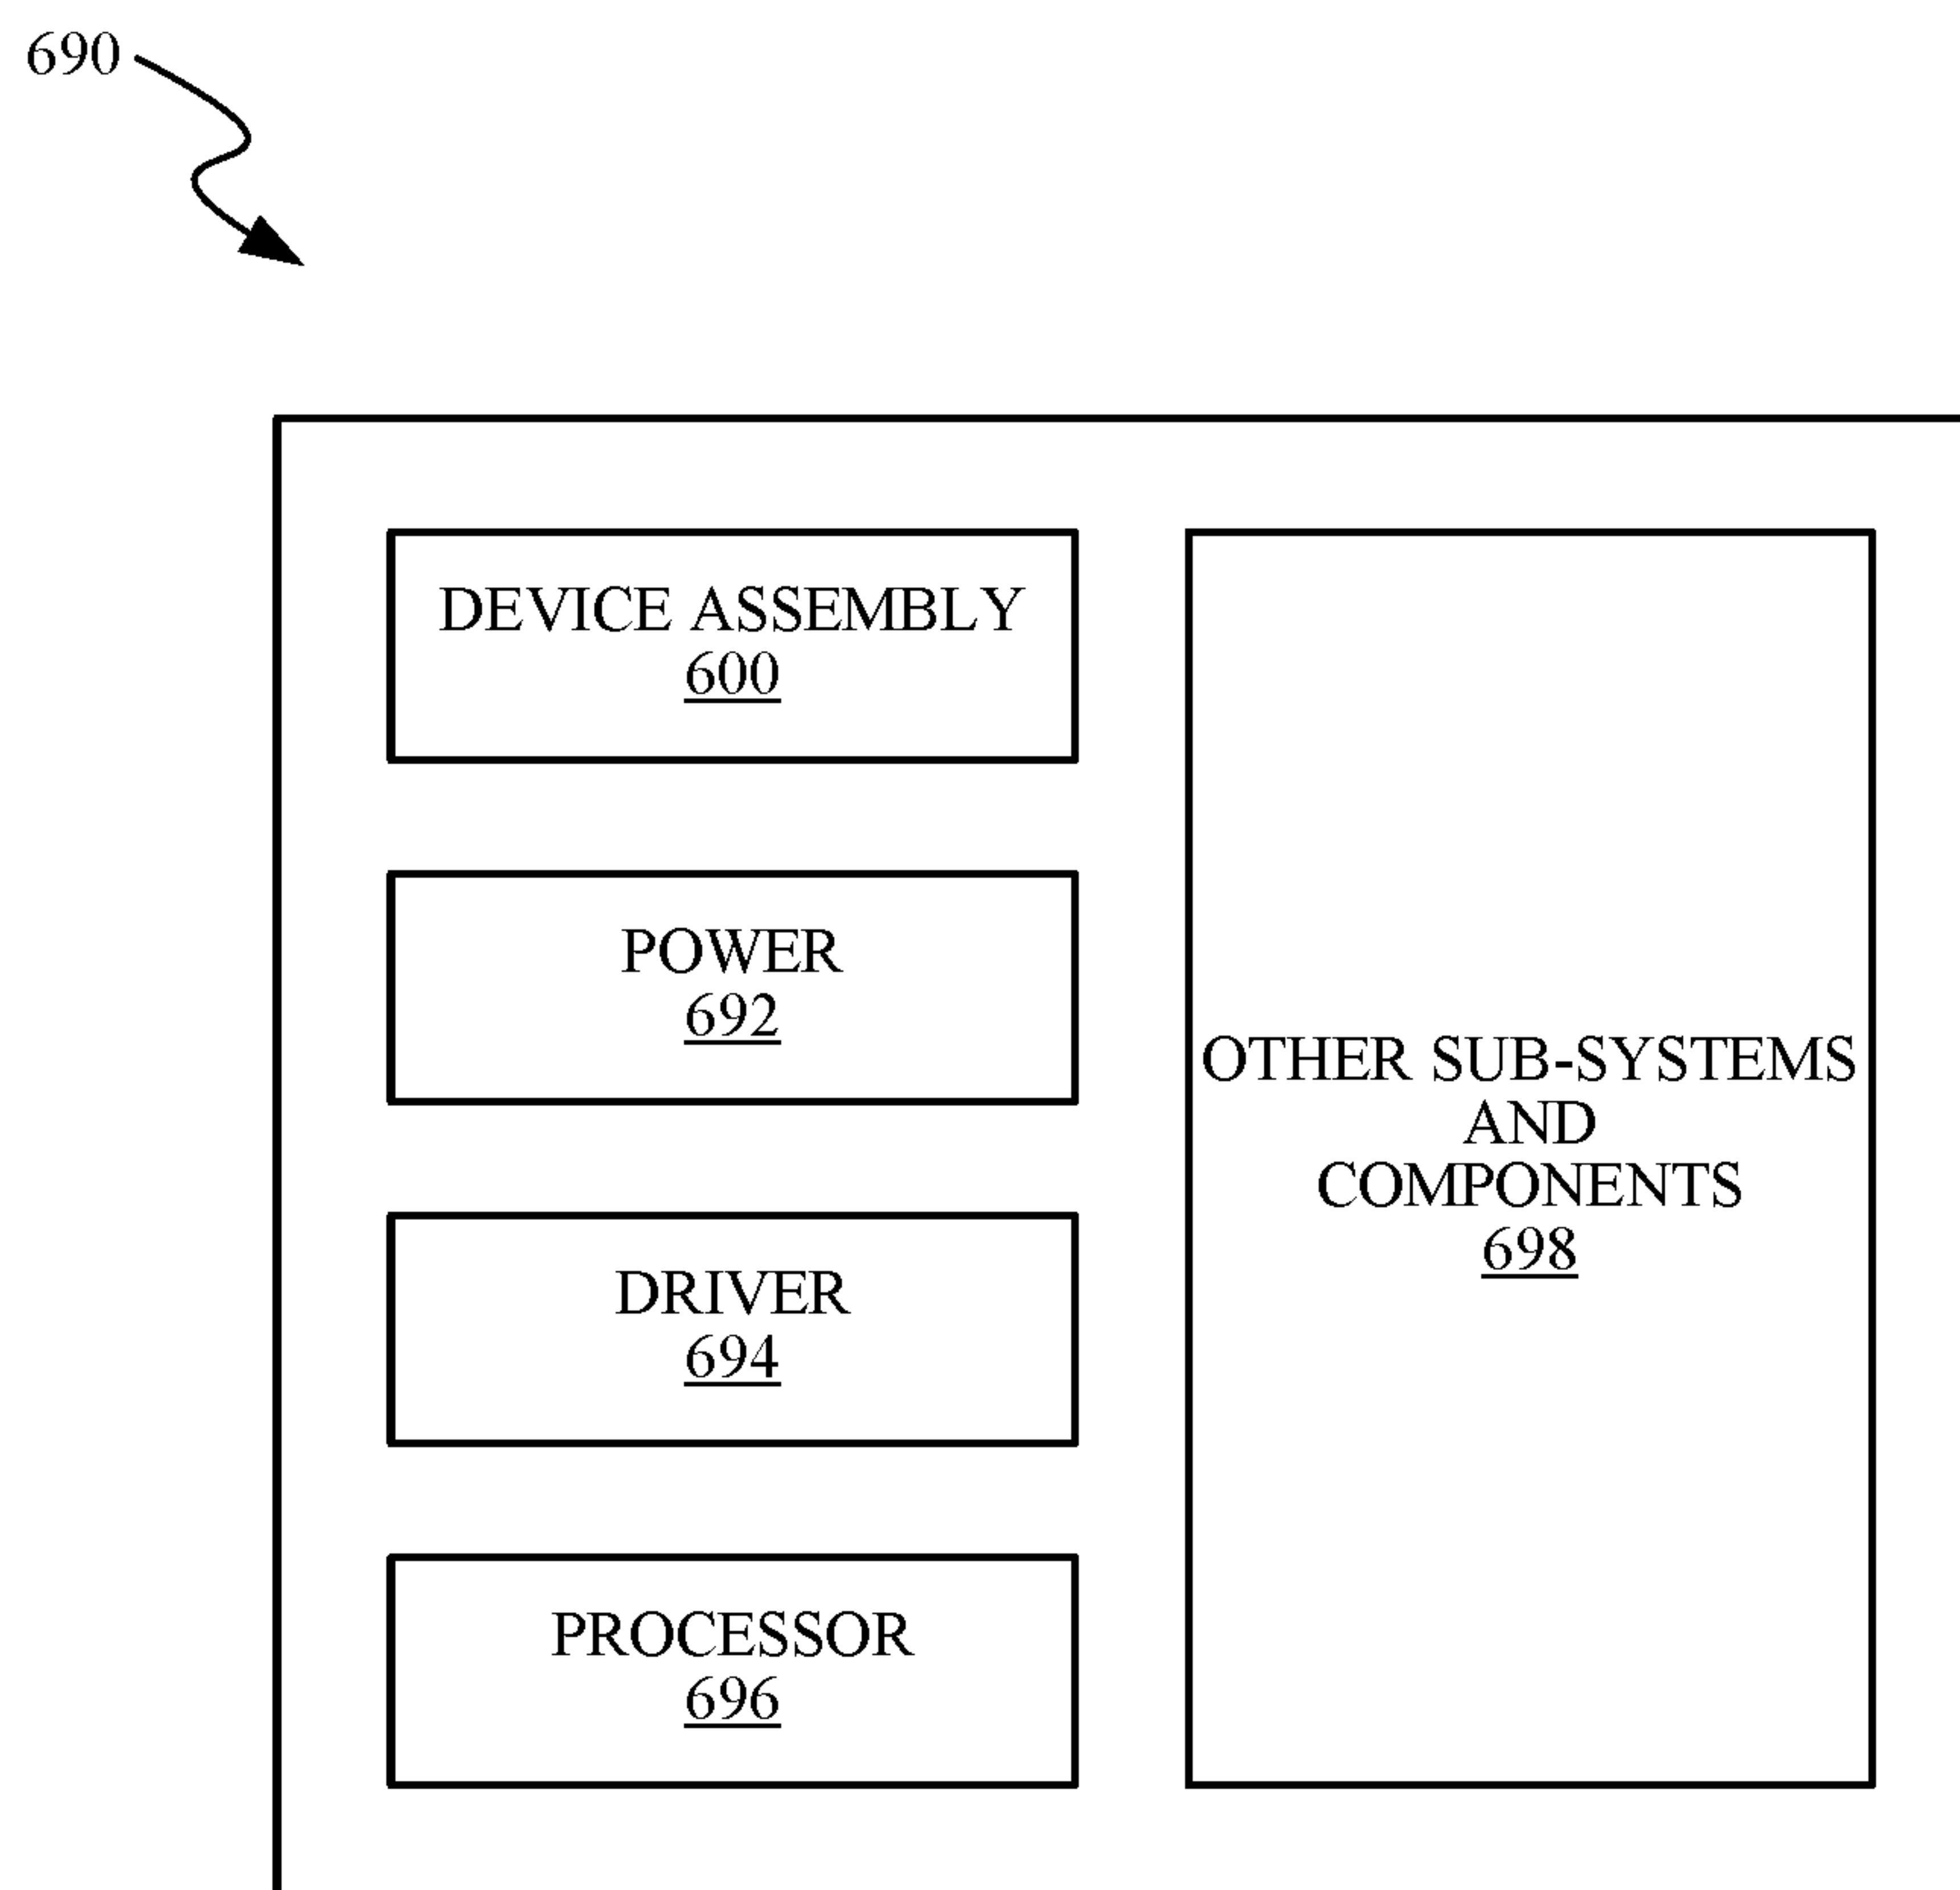 690
DEVICE ASSEMBLY
600
POWER
692
DRIVER
694
PROCESSOR
696
OTHER SUB-SYSTEMS
AND
COMPONENTS
698